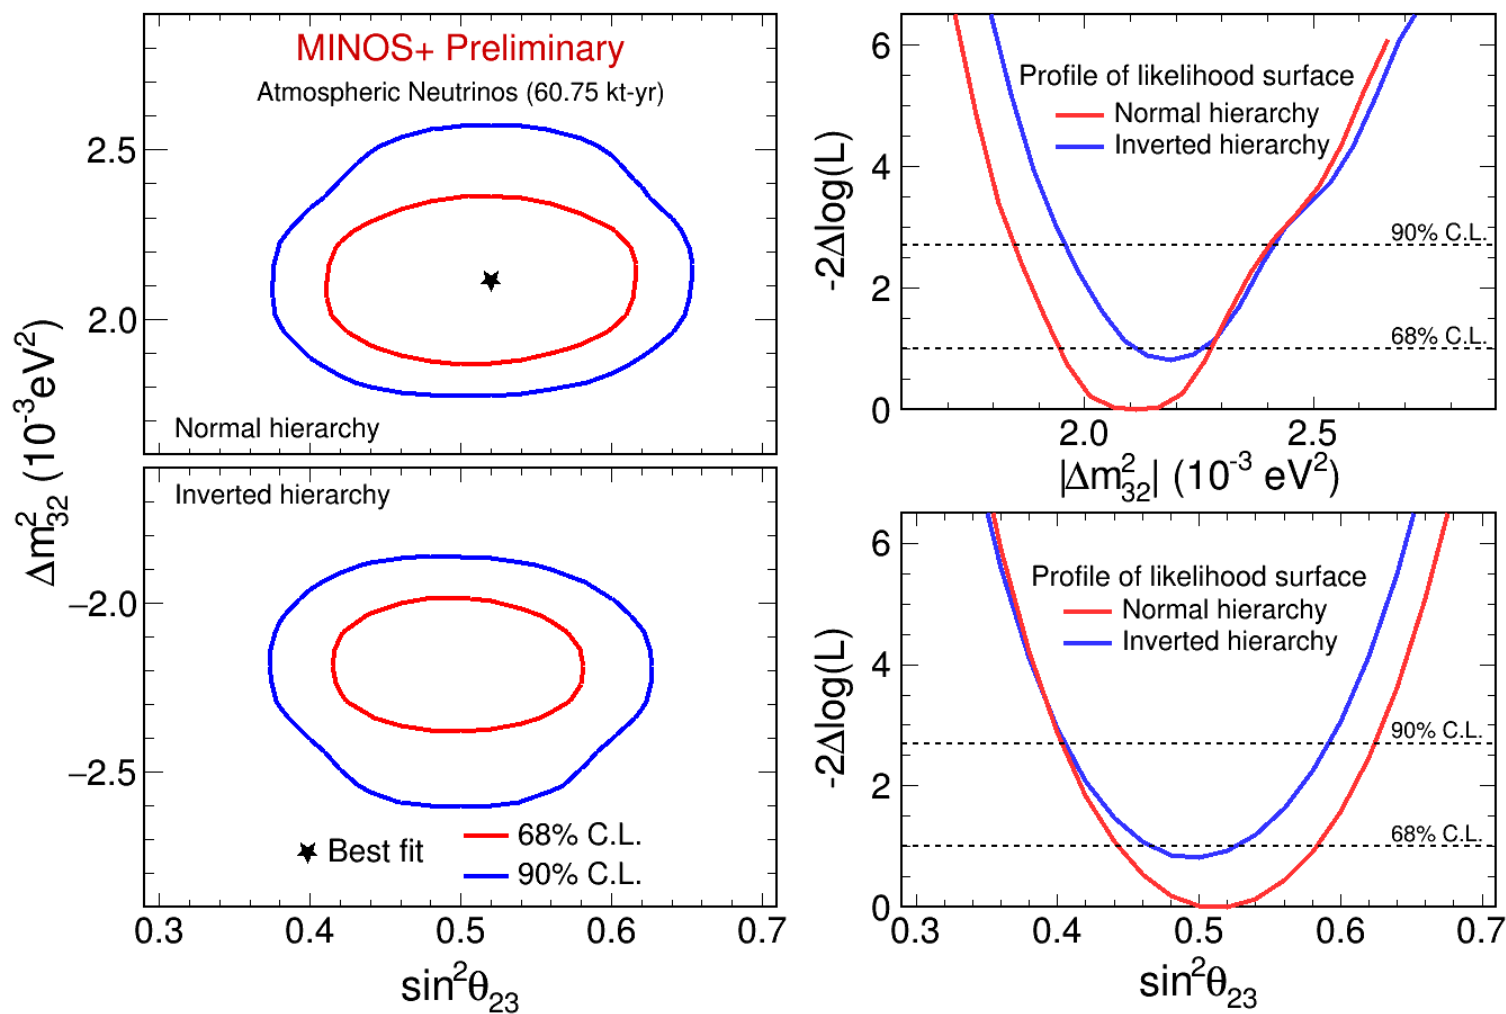 MINOS+ Preliminary
Atmospheric Neutrinos (60.75 kt-yr)
2.5
2.0
Normal hierarchy
Inverted hierarchy
−2.0
−2.5
Δm²₃₂ (10⁻³eV²)
Best fit
68% C.L.
90% C.L.
0.3 0.4 0.5 0.6 0.7
sin²θ₂₃
6
4
2
0
-2Δlog(L)
Profile of likelihood surface
Normal hierarchy
Inverted hierarchy
90% C.L.
68% C.L.
2.0 2.5
|Δm²₃₂| (10⁻³ eV²)
6
4
2
0
-2Δlog(L)
Profile of likelihood surface
Normal hierarchy
Inverted hierarchy
90% C.L.
68% C.L.
0.3 0.4 0.5 0.6 0.7
sin²θ₂₃